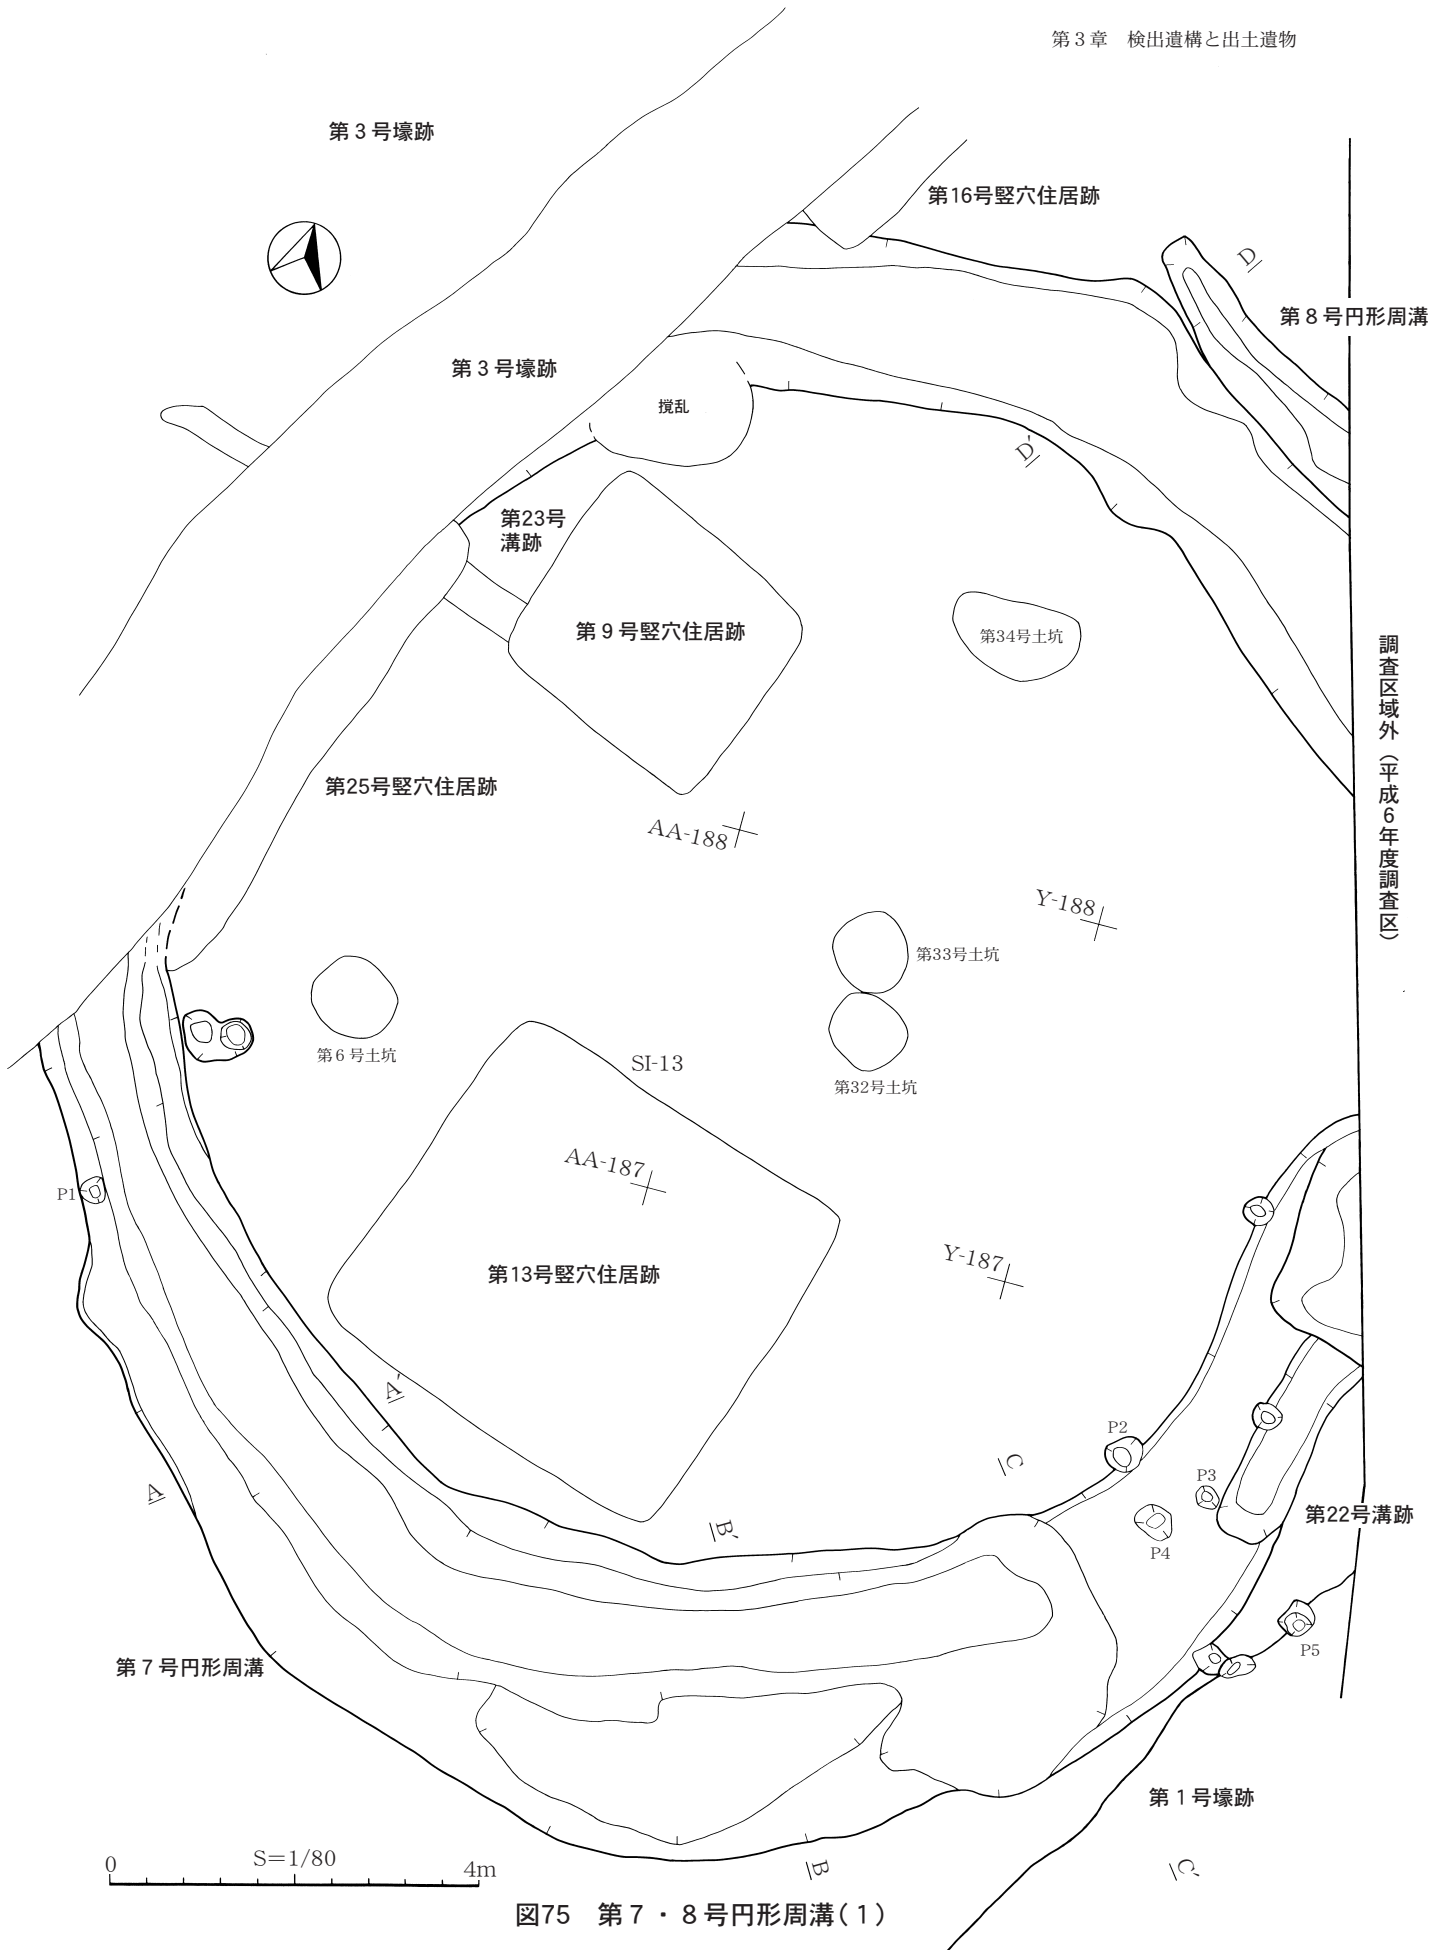 第３章　検出遺構と出土遺物
第３号壕跡
第16号竪穴住居跡
D
第８号円形周溝
第３号壕跡
撹乱
D′
第23号
溝跡
第９号竪穴住居跡
第34号土坑
調査区域外（平成６年度調査区）
第25号竪穴住居跡
AA-188
Y-188
第33号土坑
第６号土坑
SI-13
第32号土坑
AA-187
P1
Y-187
第13号竪穴住居跡
A′
P2
C
P3
A
第22号溝跡
B′
P4
P5
第７号円形周溝
第１号壕跡
0
S=1/80
4m
B
C′
図75　第７・８号円形周溝（１）